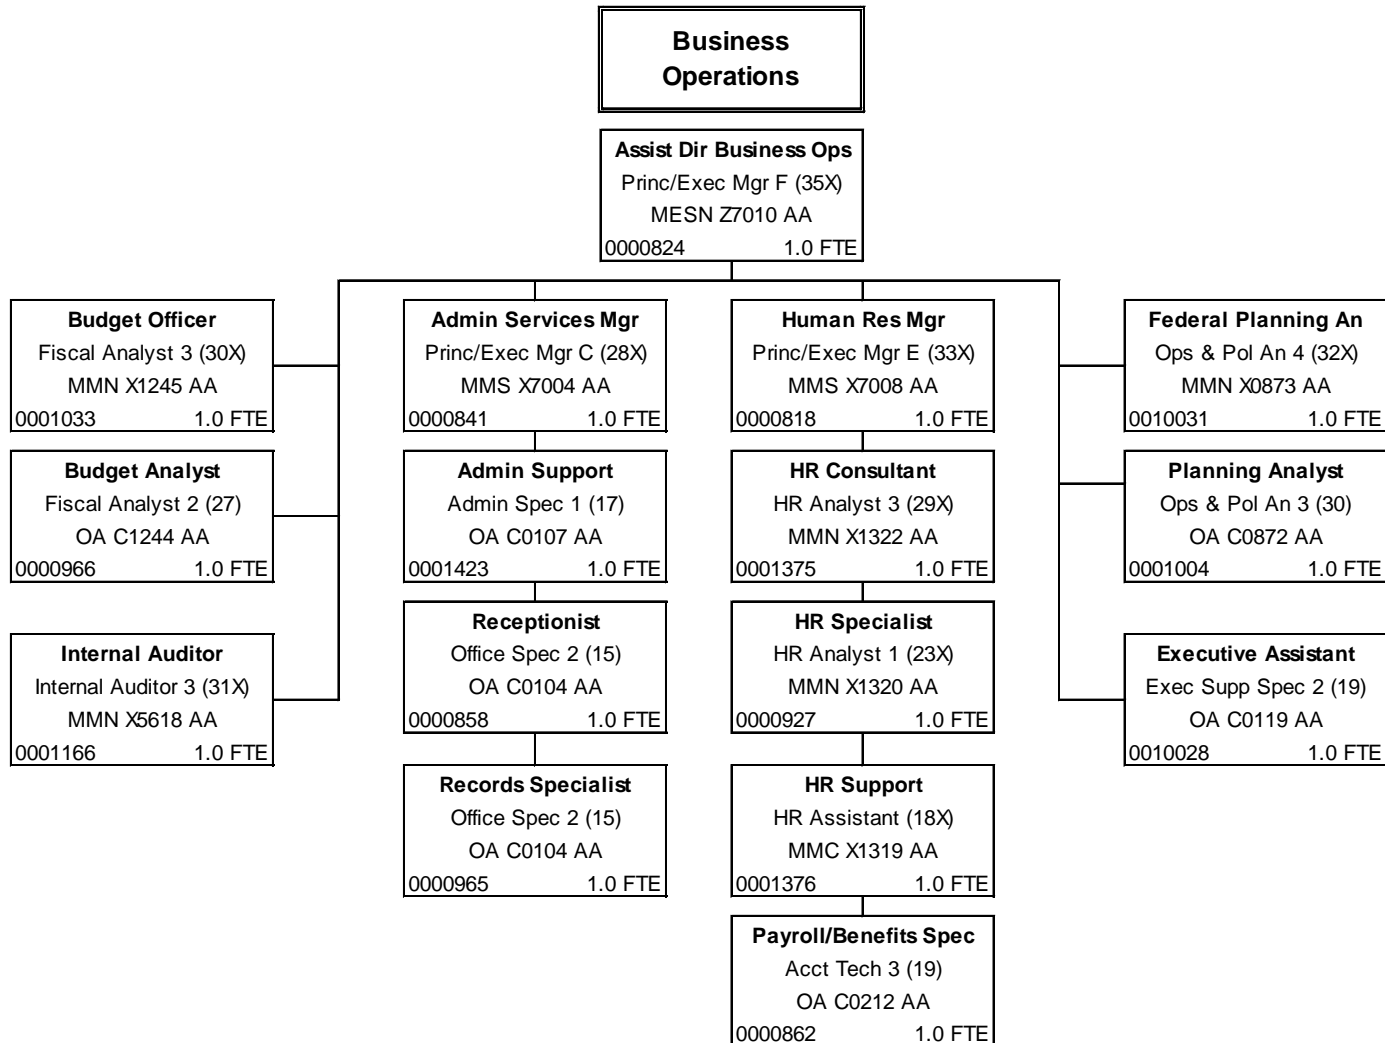 Business
Operations
Assist Dir Business Ops
Princ/Exec Mgr F (35X)
MESN Z7010 AA
0000824 1.0 FTE
Budget Officer
Fiscal Analyst 3 (30X)
MMN X1245 AA
0001033 1.0 FTE
Admin Services Mgr
Princ/Exec Mgr C (28X)
MMS X7004 AA
0000841 1.0 FTE
Human Res Mgr
Princ/Exec Mgr E (33X)
MMS X7008 AA
0000818 1.0 FTE
Federal Planning An
Ops & Pol An 4 (32X)
MMN X0873 AA
0010031 1.0 FTE
Budget Analyst
Fiscal Analyst 2 (27)
OA C1244 AA
0000966 1.0 FTE
Admin Support
Admin Spec 1 (17)
OA C0107 AA
0001423 1.0 FTE
HR Consultant
HR Analyst 3 (29X)
MMN X1322 AA
0001375 1.0 FTE
Planning Analyst
Ops & Pol An 3 (30)
OA C0872 AA
0001004 1.0 FTE
Internal Auditor
Internal Auditor 3 (31X)
MMN X5618 AA
0001166 1.0 FTE
Receptionist
Office Spec 2 (15)
OA C0104 AA
0000858 1.0 FTE
HR Specialist
HR Analyst 1 (23X)
MMN X1320 AA
0000927 1.0 FTE
Executive Assistant
Exec Supp Spec 2 (19)
OA C0119 AA
0010028 1.0 FTE
Records Specialist
Office Spec 2 (15)
OA C0104 AA
0000965 1.0 FTE
HR Support
HR Assistant (18X)
MMC X1319 AA
0001376 1.0 FTE
Payroll/Benefits Spec
Acct Tech 3 (19)
OA C0212 AA
0000862 1.0 FTE